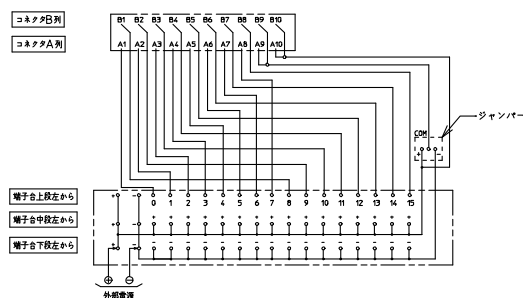 コネクタB列
B1 B2 B3 B4 B5 B6 B7 B8 B9 B10
コネクタA列
A1 A2 A3 A4 A5 A6 A7 A8 A9 A10
ジャンパー
COM
+ −
端子台上段左から
+ − 0 1 2 3 4 5 6 7 8 9 10 11 12 13 14 15
端子台中段左から
+ − + + + + + + + + + + + + + + + +
端子台下段左から
+ − − − − − − − − − − − − − − − − −
+ −
外部電源